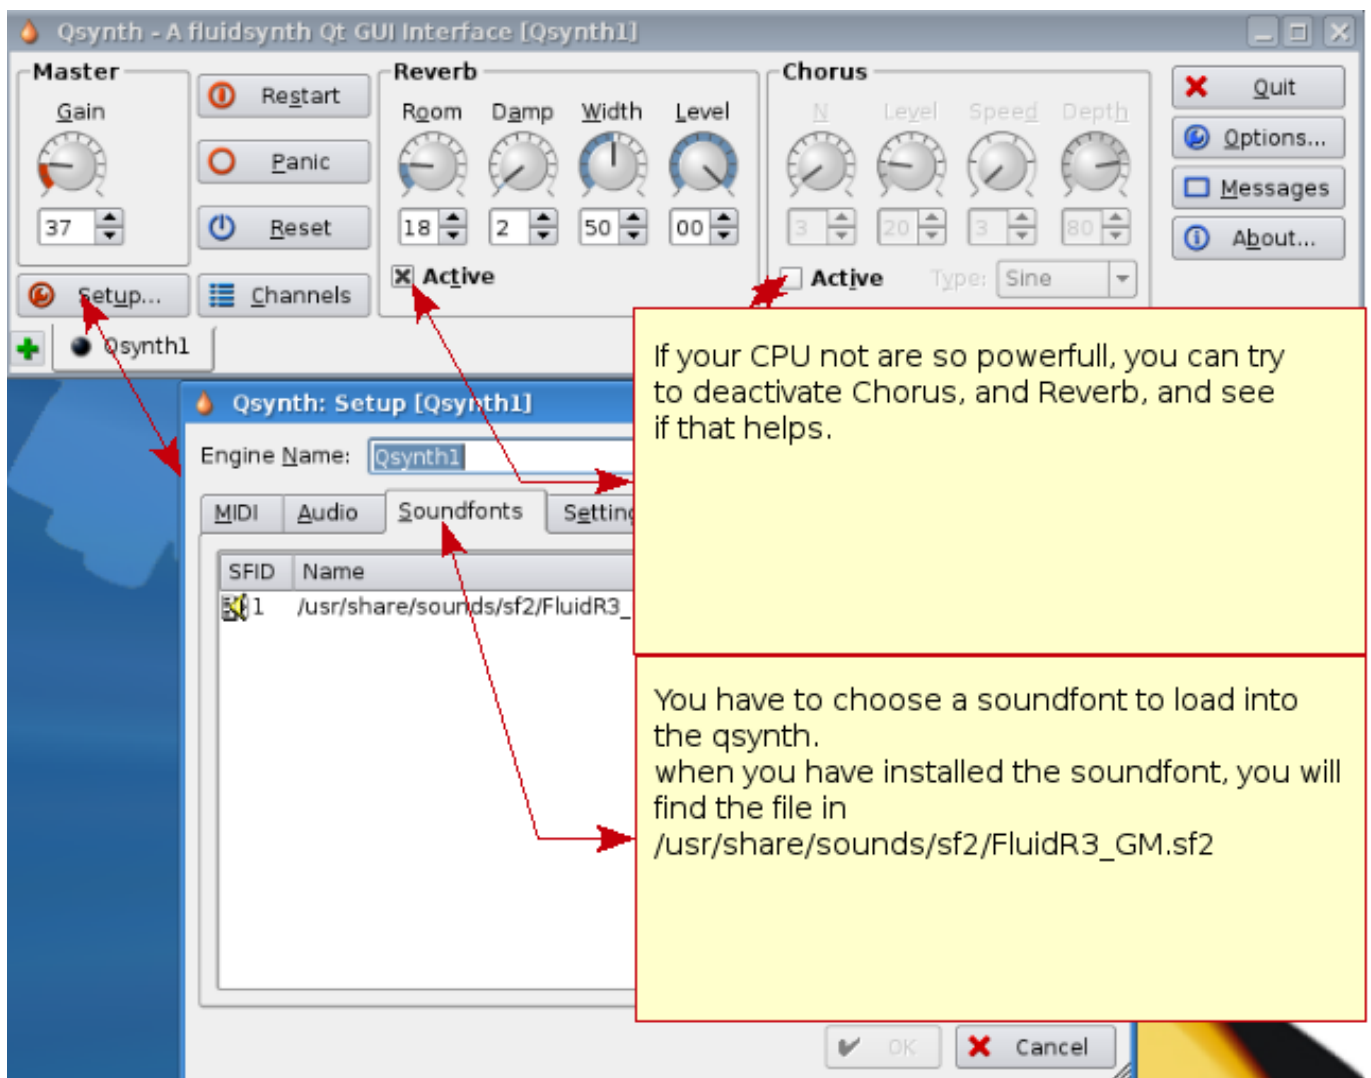 Qsynth - A fluidsynth Qt GUI Interface [Qsynth1]
Master
Reverb
Chorus
Gain
Restart
Room Damp Width Level
N Level Speed Depth
Quit
Options...
Panic
Messages
37
Reset
18 2 50 00
3 20 3 80
About...
Setup...
Channels
Active
Active Type: Sine
Qsynth1
If your CPU not are so powerfull, you can try
to deactivate Chorus, and Reverb, and see
if that helps.
Qsynth: Setup [Qsynth1]
Engine Name: Qsynth1
MIDI Audio Soundfonts
SFID Name
1 /usr/share/sounds/sf2/FluidR3_
You have to choose a soundfont to load into
the qsynth.
when you have installed the soundfont, you will
find the file in
/usr/share/sounds/sf2/FluidR3_GM.sf2
OK Cancel